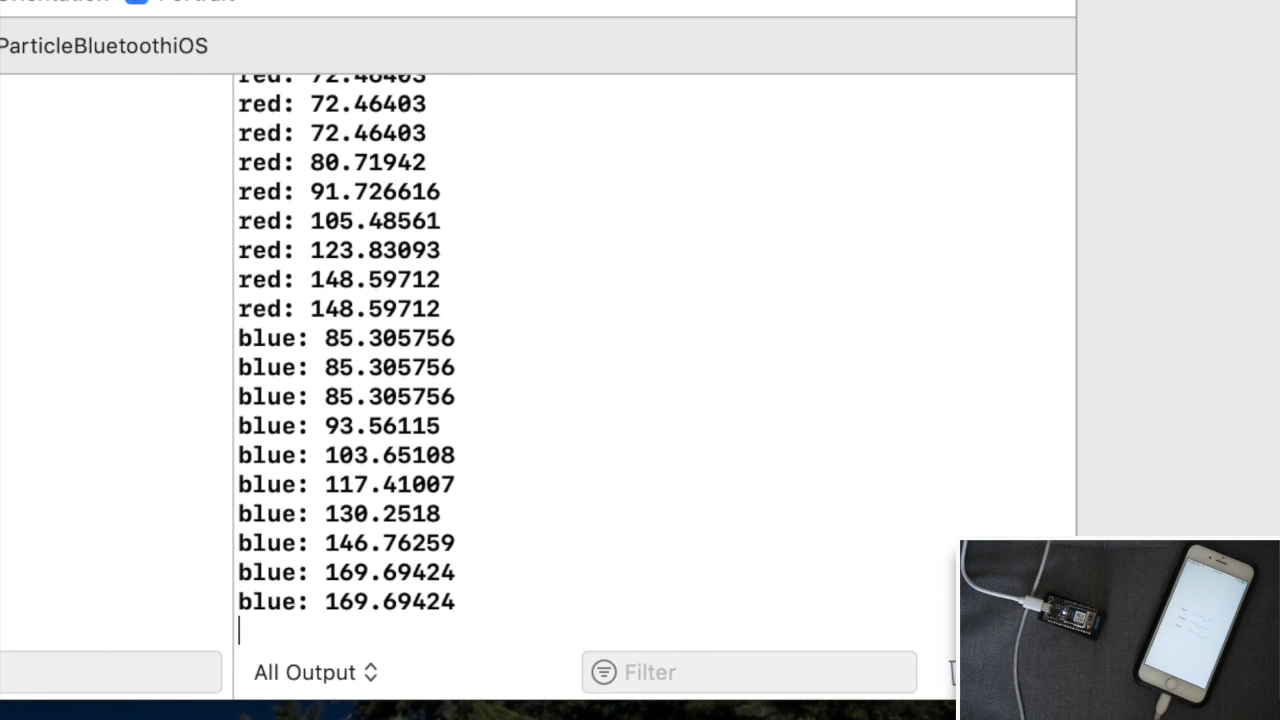 ParticleBluetoothiOS
red: 72.46403
red: 72.46403
red: 72.46403
red: 80.71942
red: 91.726616
red: 105.48561
red: 123.83093
red: 148.59712
red: 148.59712
blue: 85.305756
blue: 85.305756
blue: 85.305756
blue: 93.56115
blue: 103.65108
blue: 117.41007
blue: 130.2518
blue: 146.76259
blue: 169.69424
blue: 169.69424
All Output
Filter